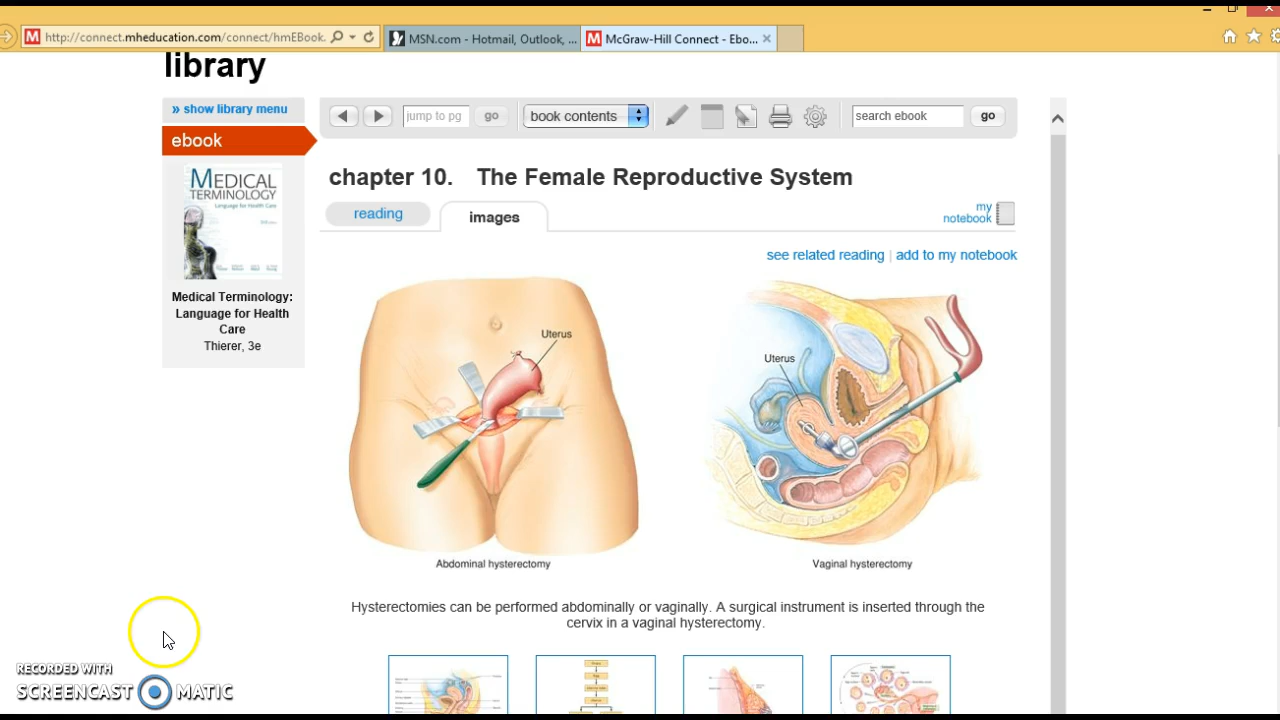 http://connect.mheducation.com/connect/hmEBook.
MSN.com - Hotmail, Outlook, ...
McGraw-Hill Connect - Ebo...
library
» show library menu
jump to pg
go
book contents
search ebook
go
ebook
MEDICAL
TERMINOLOGY
Language for Health Care
chapter 10. The Female Reproductive System
reading
images
my
notebook
see related reading | add to my notebook
Medical Terminology:
Language for Health
Care
Thierer, 3e
Uterus
Uterus
Abdominal hysterectomy
Vaginal hysterectomy
Hysterectomies can be performed abdominally or vaginally. A surgical instrument is inserted through the
cervix in a vaginal hysterectomy.
RECORDED WITH
SCREENCAST MATIC